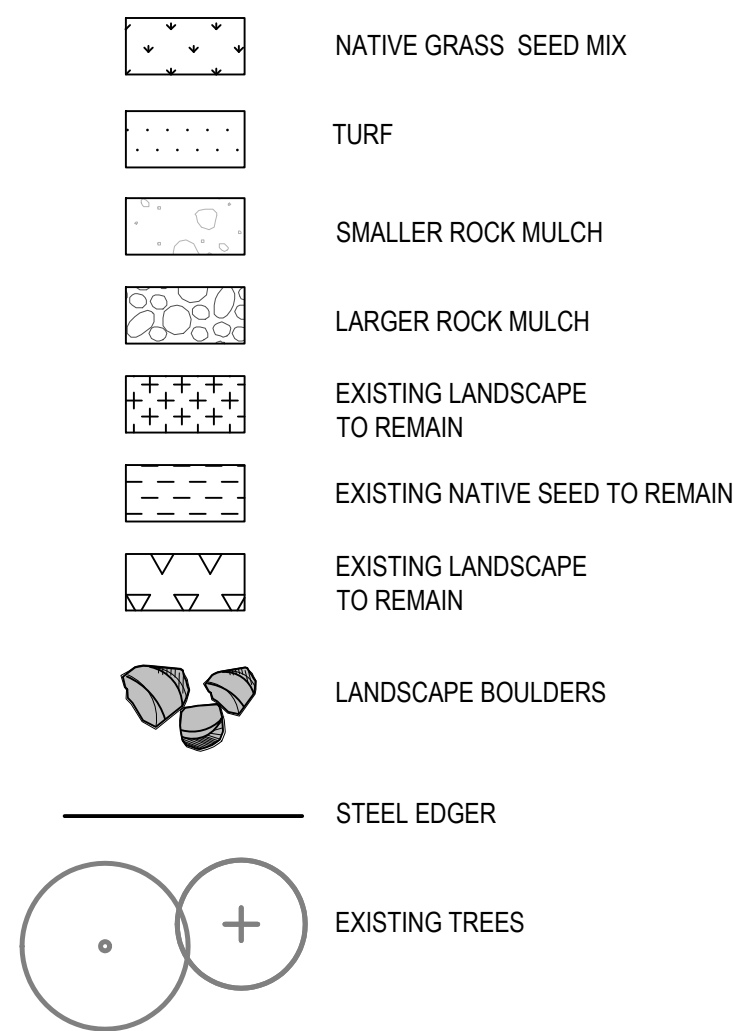 NATIVE GRASS  SEED MIX
TURF
SMALLER ROCK MULCH
LARGER ROCK MULCH
EXISTING LANDSCAPE
TO REMAIN
EXISTING NATIVE SEED TO REMAIN
EXISTING LANDSCAPE
TO REMAIN
LANDSCAPE BOULDERS
STEEL EDGER
EXISTING TREES